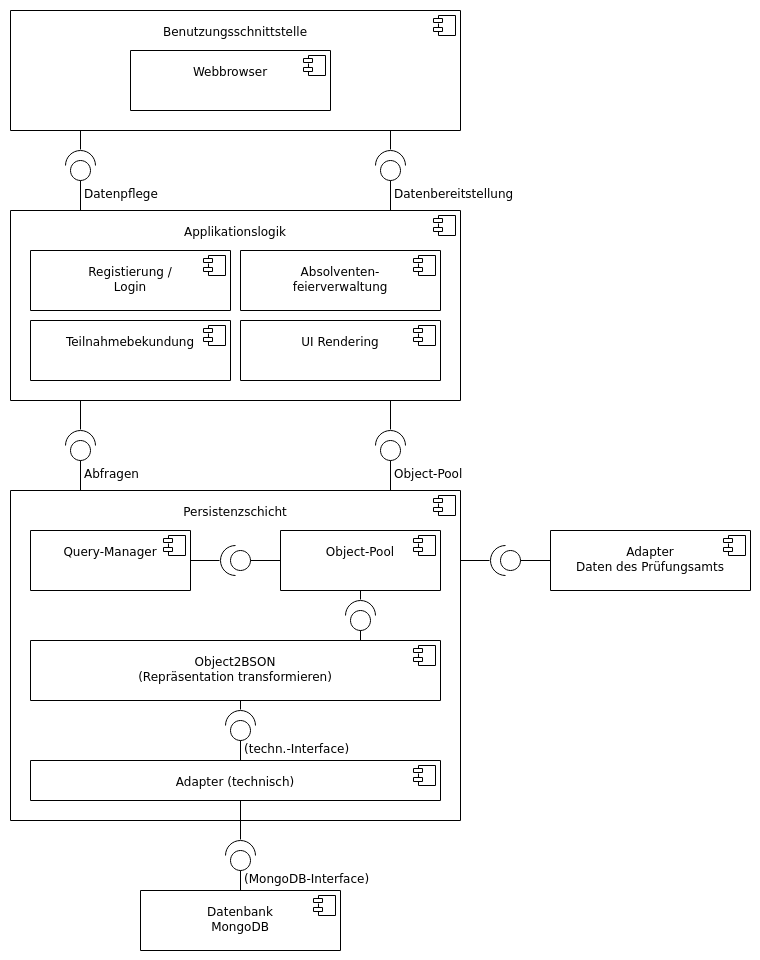 Benutzungsschnittstelle
Webbrowser
Datenpflege
Datenbereitstellung
Applikationslogik
Registierung /
Login
Absolventen-
feierverwaltung
Teilnahmebekundung
UI Rendering
Abfragen
Object-Pool
Persistenzschicht
Query-Manager
Object-Pool
Adapter
Daten des Prüfungsamts
Object2BSON
(Repräsentation transformieren)
(techn.-Interface)
Adapter (technisch)
(MongoDB-Interface)
Datenbank
MongoDB